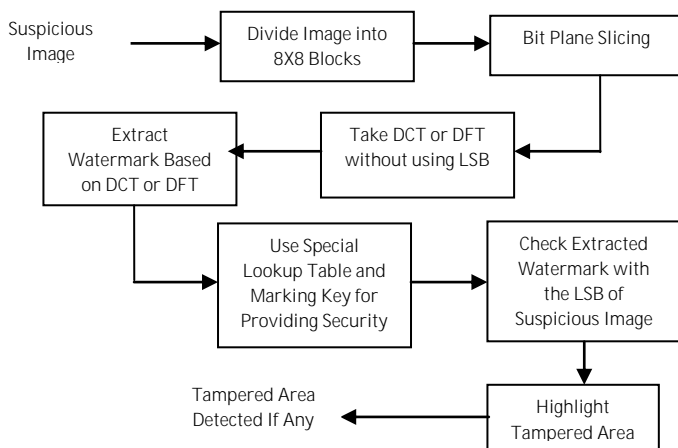 Suspicious
Image
Divide Image into
8X8 Blocks
Bit Plane Slicing
Take DCT or DFT
without using LSB
Extract
Watermark Based
on DCT or DFT
Use Special
Lookup Table and
Marking Key for
Providing Security
Check Extracted
Watermark with
the LSB of
Suspicious Image
Highlight
Tampered Area
Tampered Area
Detected If Any